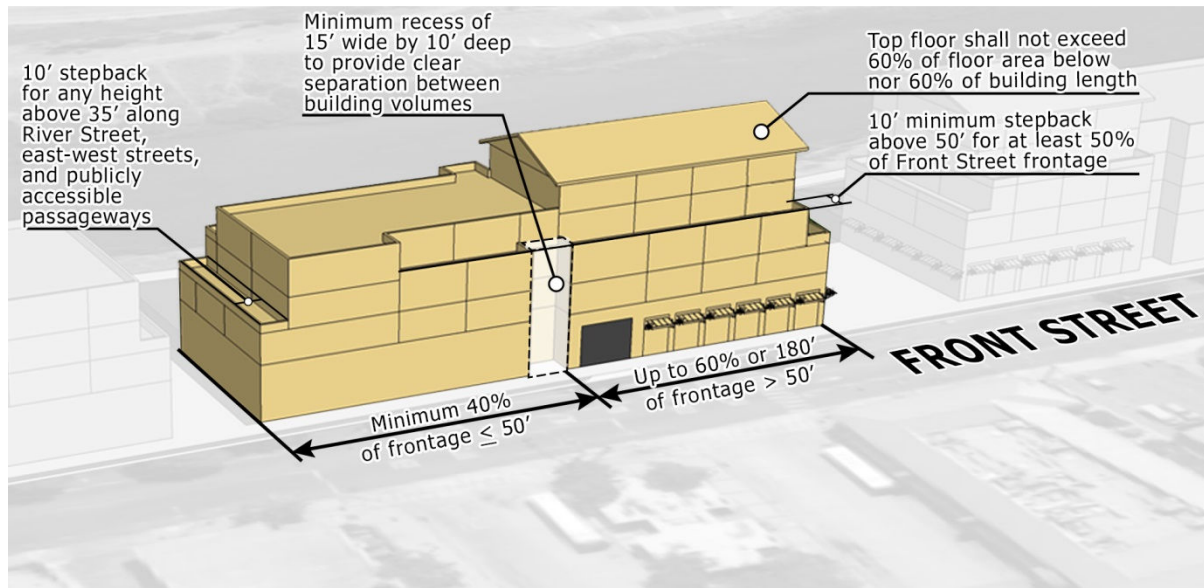 10’ stepback
for any height
above 35’ along
River Street,
east-west streets,
and publicly
accessible
passageways
Minimum recess of
15’ wide by 10’ deep
to provide clear
separation between
building volumes
Top floor shall not exceed
60% of floor area below
nor 60% of building length
10’ minimum stepback
above 50’ for at least 50%
of Front Street frontage
Minimum 40%
of frontage ≤ 50’
Up to 60% or 180’
of frontage > 50’
FRONT STREET